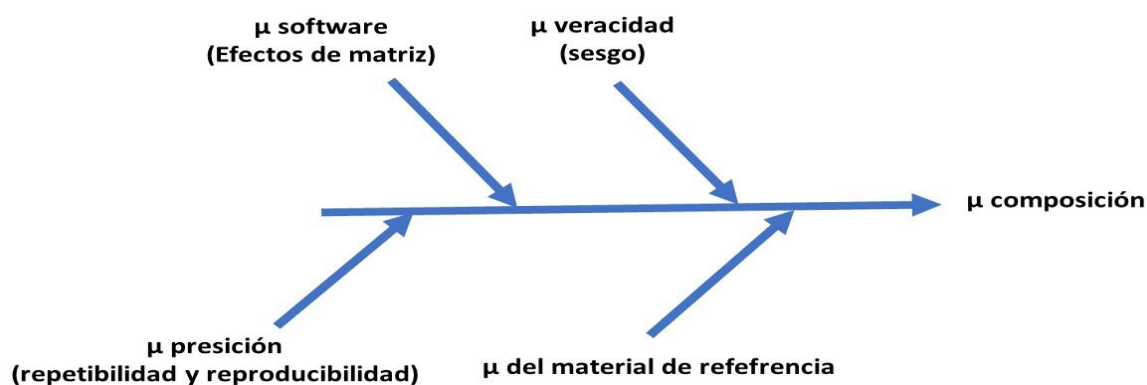 μ software
(Efectos de matriz)
μ veracidad
(sesgo)
μ composición
μ presición
(repetibilidad y reproducibilidad)
μ del material de refefrencia